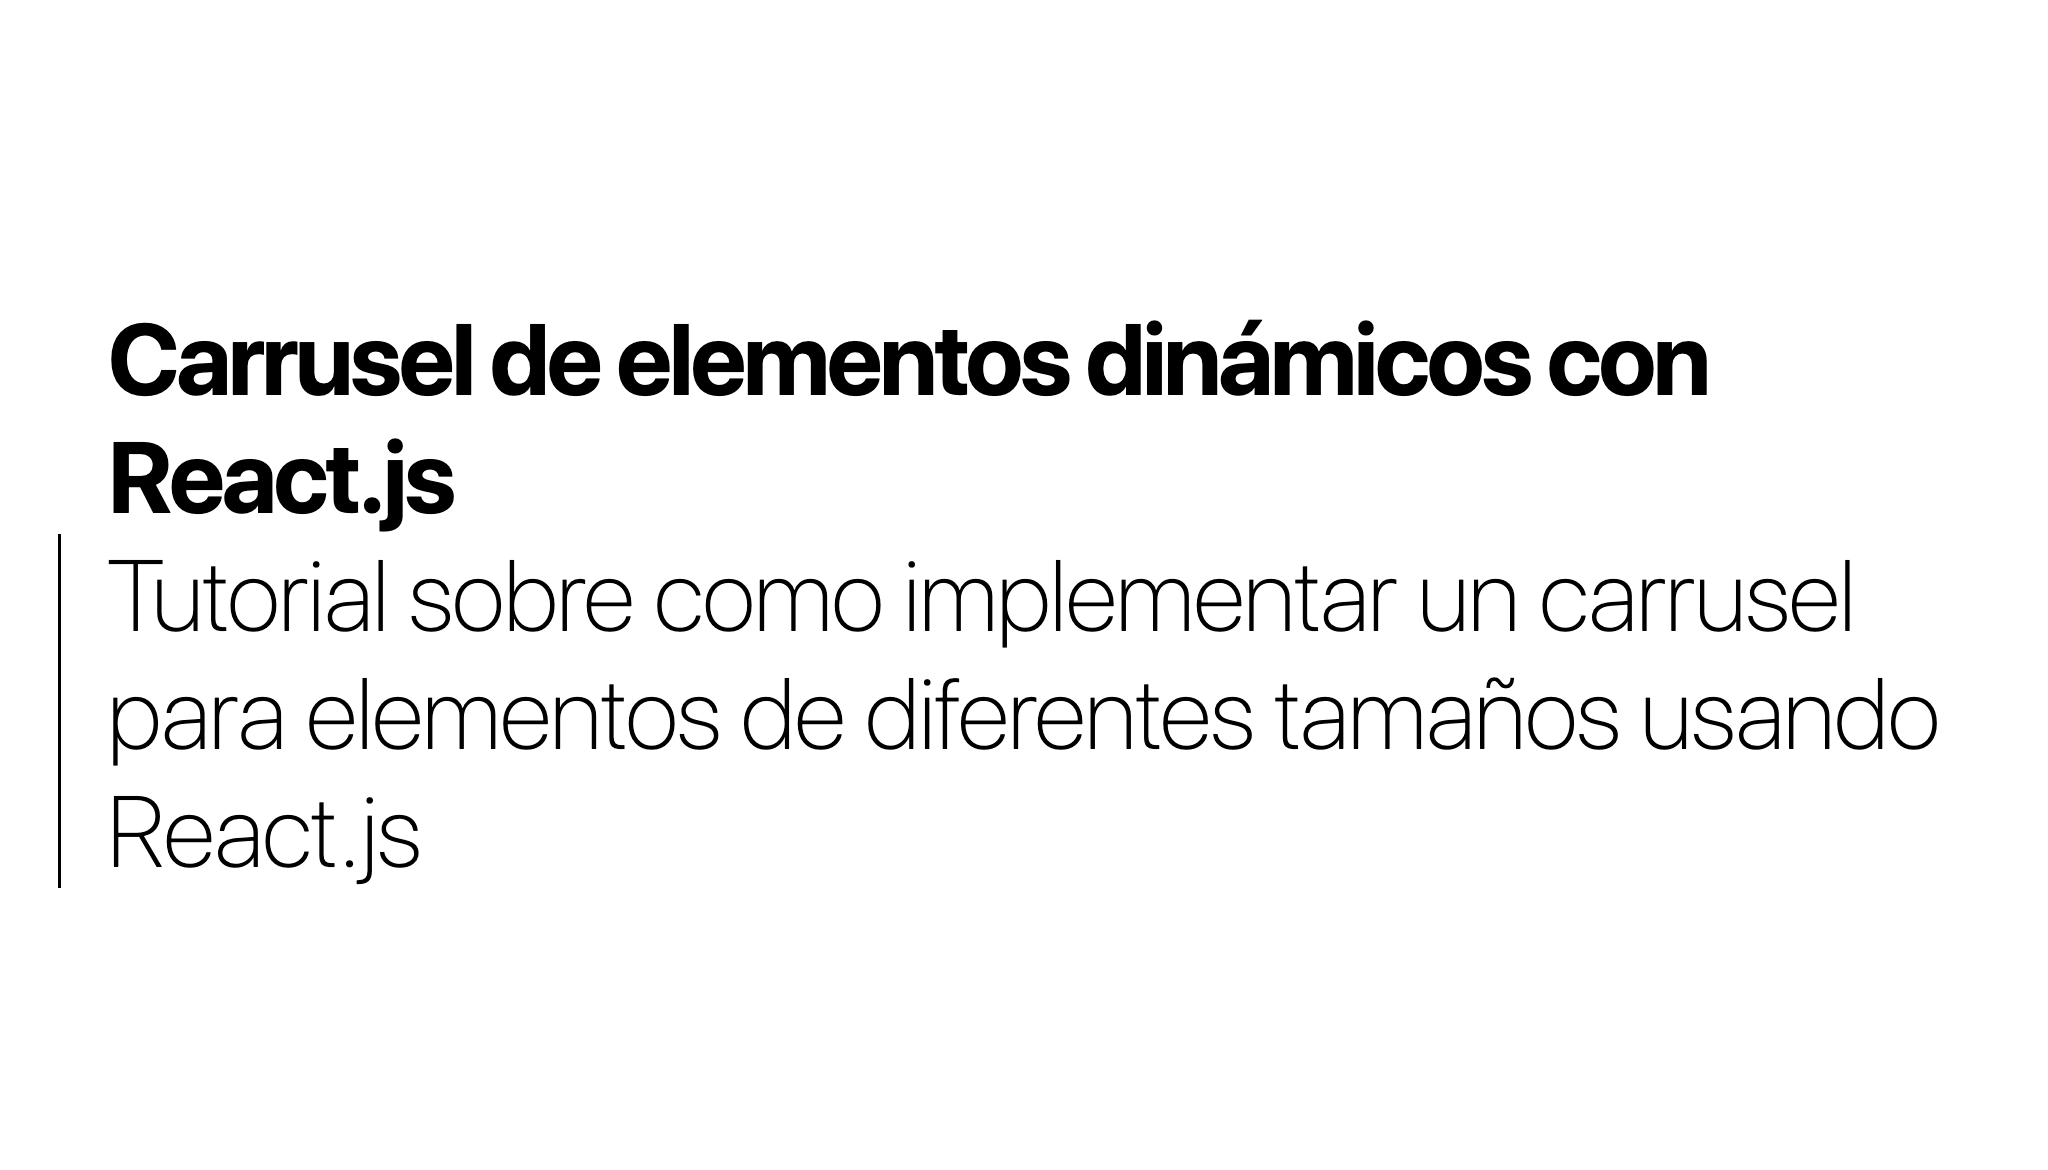 Carrusel de elementos dinámicos con
React.js
Tutorial sobre como implementar un carrusel
para elementos de diferentes tamaños usando
React.js